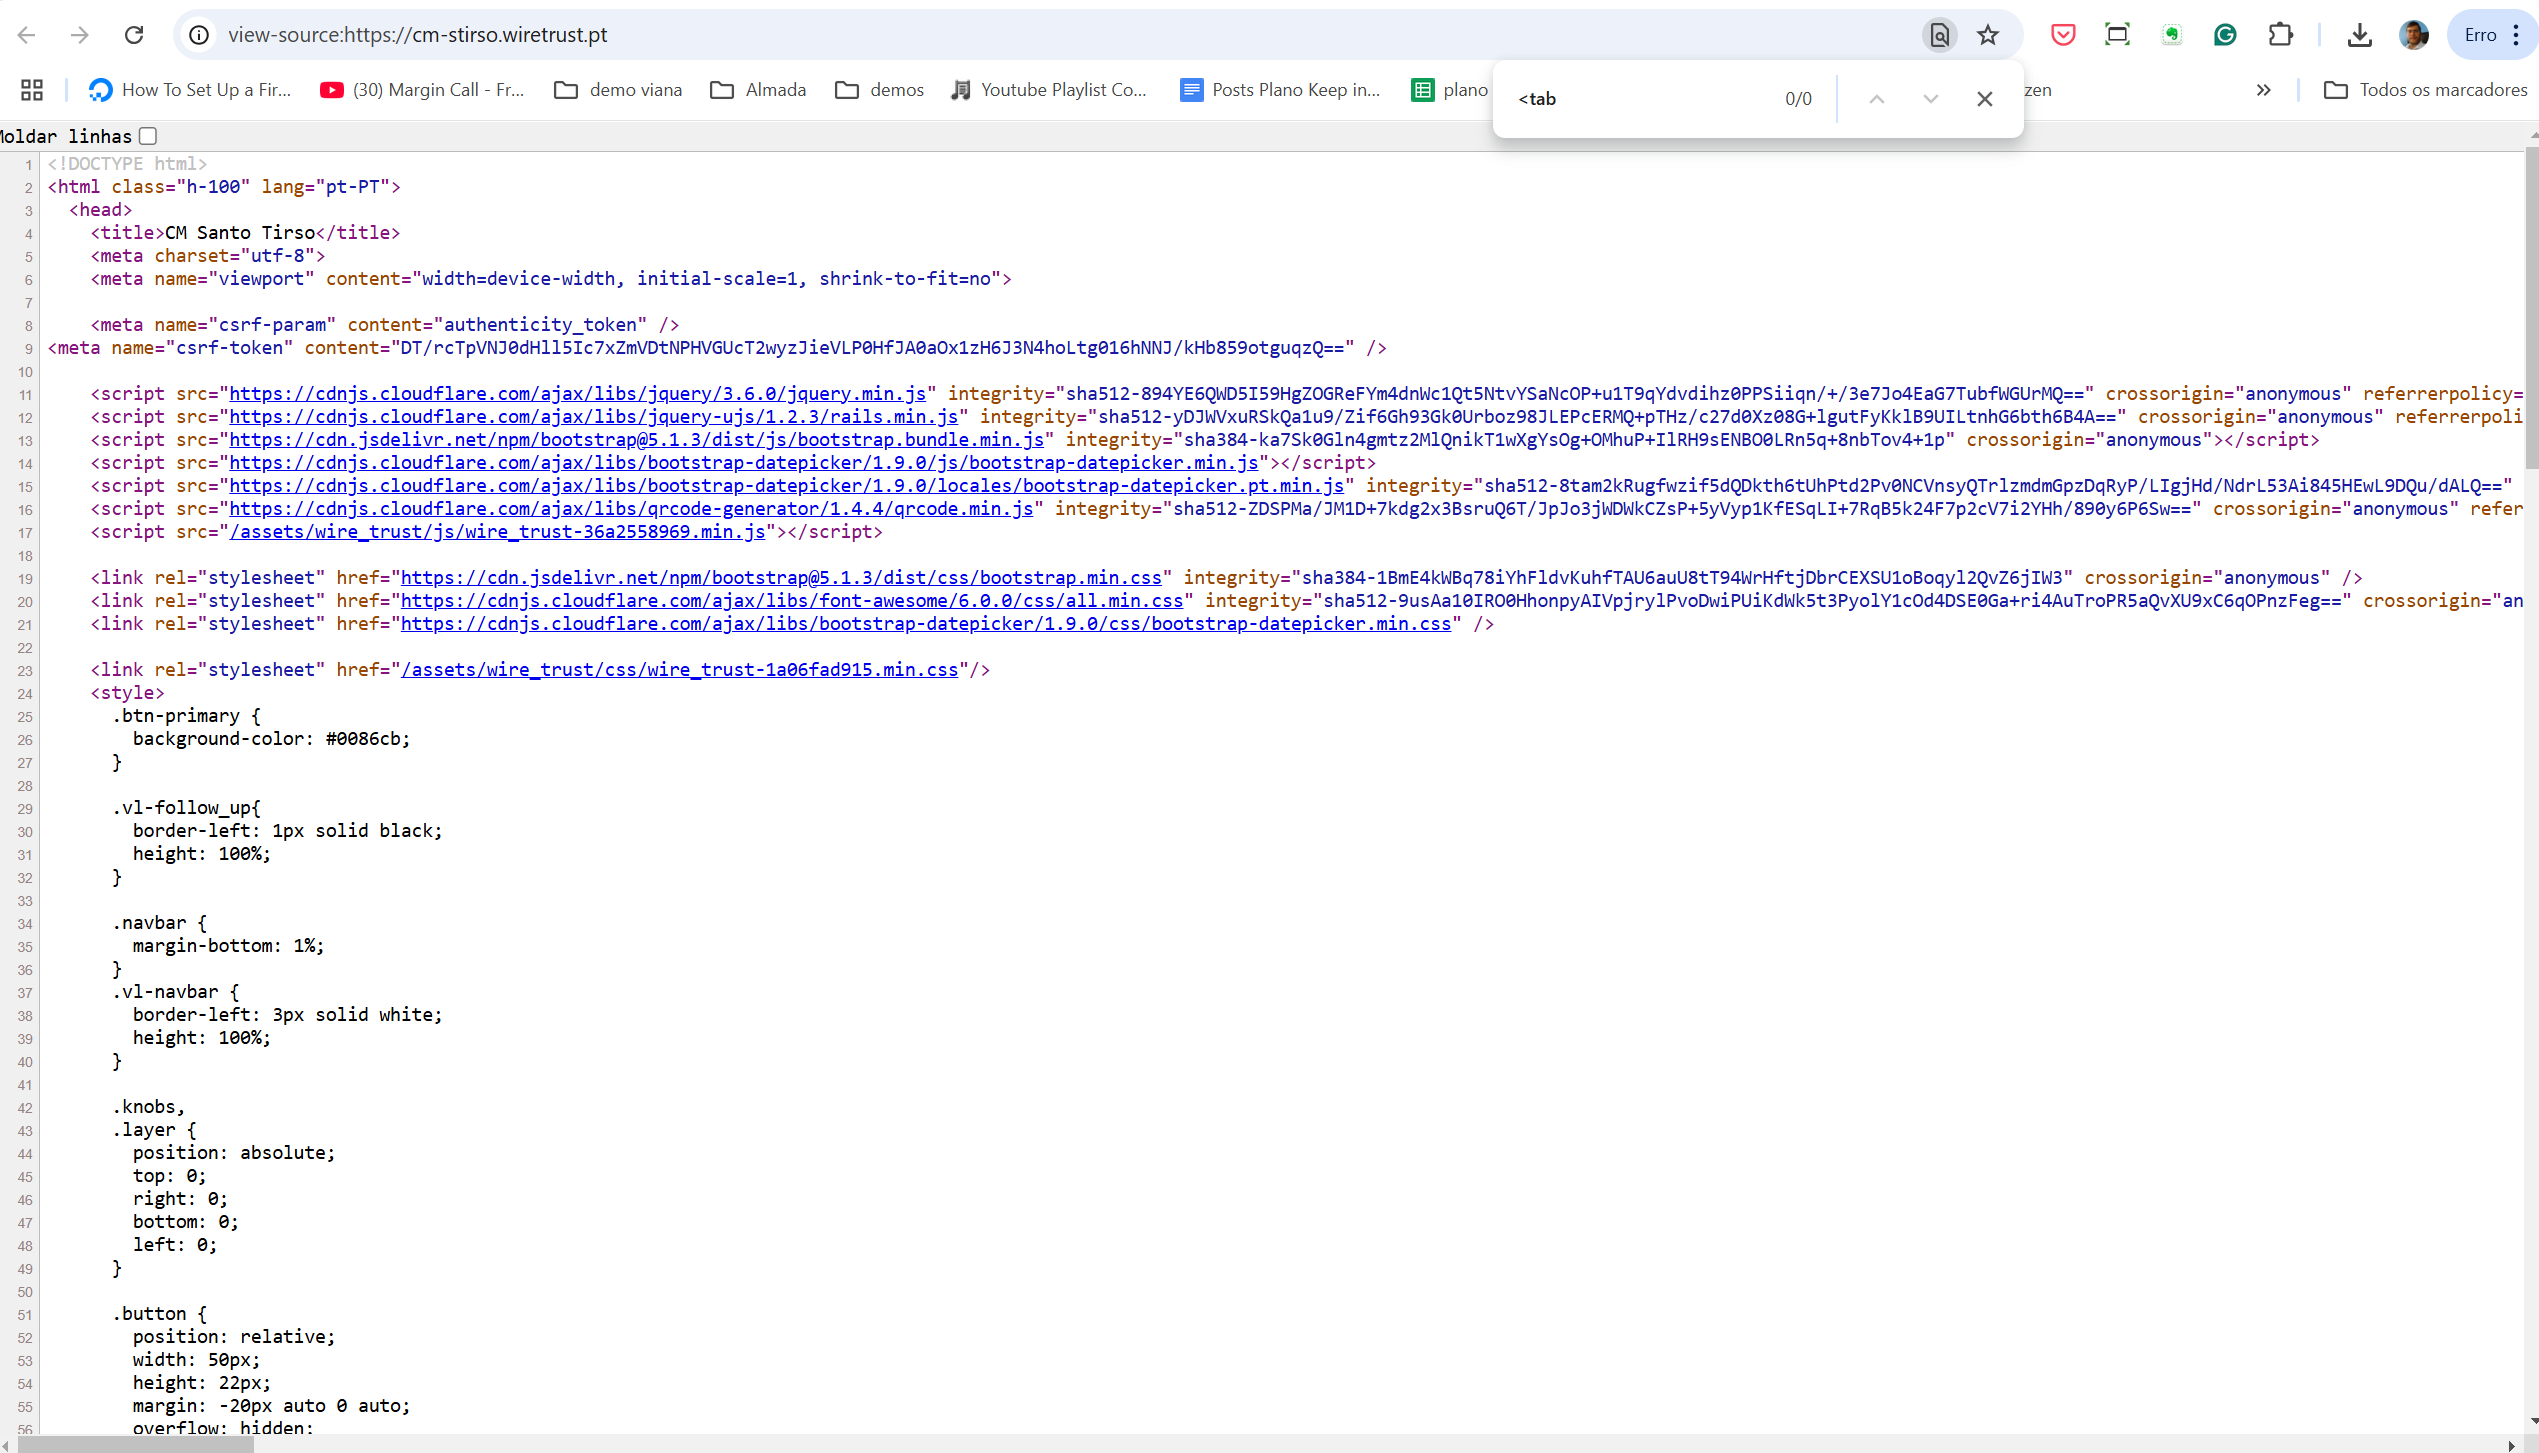 view-source:https://cm-stirso.wiretrust.pt
Erro
How To Set Up a Fir...
(30) Margin Call - Fr...
demo viana
Almada
demos
Youtube Playlist Co...
Posts Plano Keep in...
plano
<tab
0/0
zen
Todos os marcadores
Moldar linhas
1 <!DOCTYPE html>
2 <html class="h-100" lang="pt-PT">
3 <head>
4 <title>CM Santo Tirso</title>
5 <meta charset="utf-8">
6 <meta name="viewport" content="width=device-width, initial-scale=1, shrink-to-fit=no">
7
8 <meta name="csrf-param" content="authenticity_token" />
9 <meta name="csrf-token" content="DT/rcTpVNJ0dHll5Ic7xZmVDtNPHVGUcT2wyzJieVLP0HfJA0aOx1zH6J3N4hoLtg016hNNJ/kHb859otguqzQ==" />
10
11 <script src="https://cdnjs.cloudflare.com/ajax/libs/jquery/3.6.0/jquery.min.js" integrity="sha512-894YE6QWD5I59HgZOGReFYm4dnWc1Qt5NtvYSaNcOP+u1T9qYdvdihz0PPSiiqn/+/3e7Jo4EaG7TubfWGUrMQ==" crossorigin="anonymous" referrerpolicy=
12 <script src="https://cdnjs.cloudflare.com/ajax/libs/jquery-ujs/1.2.3/rails.min.js" integrity="sha512-yDJWVxuRSkQa1u9/Zif6Gh93Gk0Urboz98JLEPcERMQ+pTHz/c27d0Xz08G+lgutFyKklB9UILtnhG6bth6B4A==" crossorigin="anonymous" referrerpoli
13 <script src="https://cdn.jsdelivr.net/npm/bootstrap@5.1.3/dist/js/bootstrap.bundle.min.js" integrity="sha384-ka7Sk0Gln4gmtz2MlQnikT1wXgYsOg+OMhuP+IlRH9sENBO0LRn5q+8nbTov4+1p" crossorigin="anonymous"></script>
14 <script src="https://cdnjs.cloudflare.com/ajax/libs/bootstrap-datepicker/1.9.0/js/bootstrap-datepicker.min.js"></script>
15 <script src="https://cdnjs.cloudflare.com/ajax/libs/bootstrap-datepicker/1.9.0/locales/bootstrap-datepicker.pt.min.js" integrity="sha512-8tam2kRugfwzif5dQDkth6tUhPtd2Pv0NCVnsyQTrlzmdmGpzDqRyP/LIgjHd/NdrL53Ai845HEwL9DQu/dALQ=="
16 <script src="https://cdnjs.cloudflare.com/ajax/libs/qrcode-generator/1.4.4/qrcode.min.js" integrity="sha512-ZDSPMa/JM1D+7kdg2x3BsruQ6T/JpJo3jWDWkCZsP+5yVyp1KfESqLI+7RqB5k24F7p2cV7i2YHh/890y6P6Sw==" crossorigin="anonymous" refer
17 <script src="/assets/wire_trust/js/wire_trust-36a2558969.min.js"></script>
18
19 <link rel="stylesheet" href="https://cdn.jsdelivr.net/npm/bootstrap@5.1.3/dist/css/bootstrap.min.css" integrity="sha384-1BmE4kWBq78iYhFldvKuhfTAU6auU8tT94WrHftjDbrCEXSU1oBoqyl2QvZ6jIW3" crossorigin="anonymous" />
20 <link rel="stylesheet" href="https://cdnjs.cloudflare.com/ajax/libs/font-awesome/6.0.0/css/all.min.css" integrity="sha512-9usAa10IRO0HhonpyAIVpjrylPvoDwiPUiKdWk5t3PyolY1cOd4DSE0Ga+ri4AuTroPR5aQvXU9xC6qOPnzFeg==" crossorigin="an
21 <link rel="stylesheet" href="https://cdnjs.cloudflare.com/ajax/libs/bootstrap-datepicker/1.9.0/css/bootstrap-datepicker.min.css" />
22
23 <link rel="stylesheet" href="/assets/wire_trust/css/wire_trust-1a06fad915.min.css"/>
24 <style>
25 .btn-primary {
26 background-color: #0086cb;
27 }
28
29 .vl-follow_up{
30 border-left: 1px solid black;
31 height: 100%;
32 }
33
34 .navbar {
35 margin-bottom: 1%;
36 }
37 .vl-navbar {
38 border-left: 3px solid white;
39 height: 100%;
40 }
41
42 .knobs,
43 .layer {
44 position: absolute;
45 top: 0;
46 right: 0;
47 bottom: 0;
48 left: 0;
49 }
50
51 .button {
52 position: relative;
53 width: 50px;
54 height: 22px;
55 margin: -20px auto 0 auto;
56 overflow: hidden;